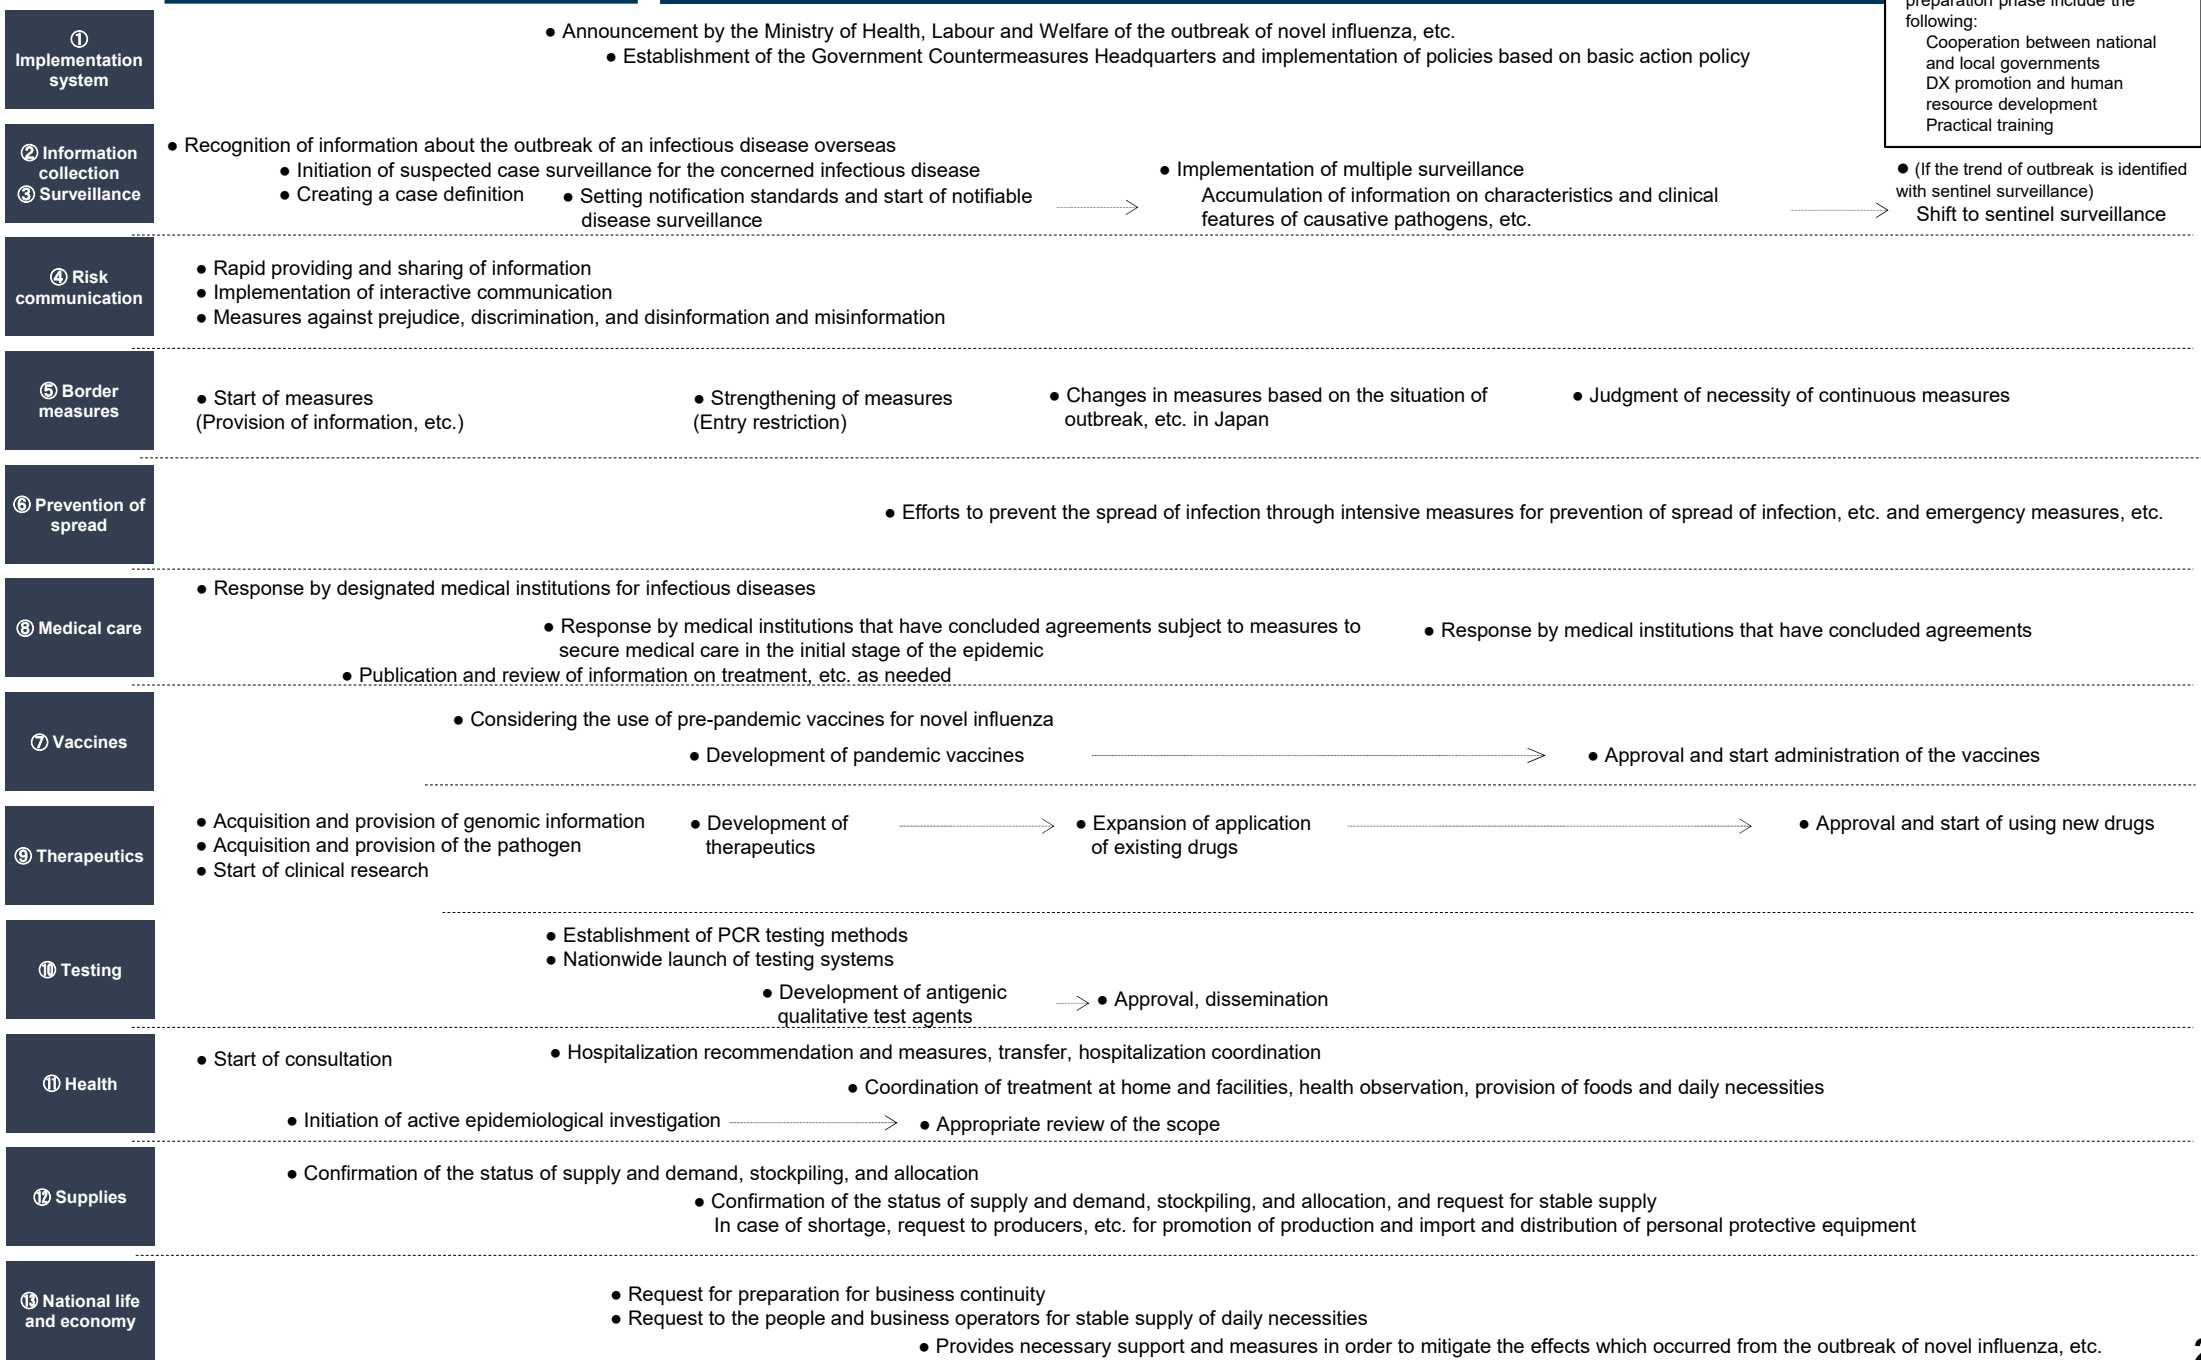 preparation phase include the
following:
Cooperation between national
and local governments
DX promotion and human
resource development
Practical training
①
Implementation
system
● Announcement by the Ministry of Health, Labour and Welfare of the outbreak of novel influenza, etc.
● Establishment of the Government Countermeasures Headquarters and implementation of policies based on basic action policy
② Information
collection
③ Surveillance
● Recognition of information about the outbreak of an infectious disease overseas
● Initiation of suspected case surveillance for the concerned infectious disease
● Creating a case definition
● Setting notification standards and start of notifiable
disease surveillance
● Implementation of multiple surveillance
Accumulation of information on characteristics and clinical
features of causative pathogens, etc.
● (If the trend of outbreak is identified
with sentinel surveillance)
Shift to sentinel surveillance
④ Risk
communication
● Rapid providing and sharing of information
● Implementation of interactive communication
● Measures against prejudice, discrimination, and disinformation and misinformation
⑤ Border
measures
● Start of measures
(Provision of information, etc.)
● Strengthening of measures
(Entry restriction)
● Changes in measures based on the situation of
outbreak, etc. in Japan
● Judgment of necessity of continuous measures
⑥ Prevention of
spread
● Efforts to prevent the spread of infection through intensive measures for prevention of spread of infection, etc. and emergency measures, etc.
⑧ Medical care
● Response by designated medical institutions for infectious diseases
● Response by medical institutions that have concluded agreements subject to measures to
secure medical care in the initial stage of the epidemic
● Response by medical institutions that have concluded agreements
● Publication and review of information on treatment, etc. as needed
⑦ Vaccines
● Considering the use of pre-pandemic vaccines for novel influenza
● Development of pandemic vaccines
● Approval and start administration of the vaccines
⑨ Therapeutics
● Acquisition and provision of genomic information
● Acquisition and provision of the pathogen
● Start of clinical research
● Development of
therapeutics
● Expansion of application
of existing drugs
● Approval and start of using new drugs
⑩ Testing
● Establishment of PCR testing methods
● Nationwide launch of testing systems
● Development of antigenic
qualitative test agents
● Approval, dissemination
⑪ Health
● Start of consultation
● Hospitalization recommendation and measures, transfer, hospitalization coordination
● Coordination of treatment at home and facilities, health observation, provision of foods and daily necessities
● Initiation of active epidemiological investigation
● Appropriate review of the scope
⑫ Supplies
● Confirmation of the status of supply and demand, stockpiling, and allocation
● Confirmation of the status of supply and demand, stockpiling, and allocation, and request for stable supply
In case of shortage, request to producers, etc. for promotion of production and import and distribution of personal protective equipment
⑬ National life
and economy
● Request for preparation for business continuity
● Request to the people and business operators for stable supply of daily necessities
● Provides necessary support and measures in order to mitigate the effects which occurred from the outbreak of novel influenza, etc.